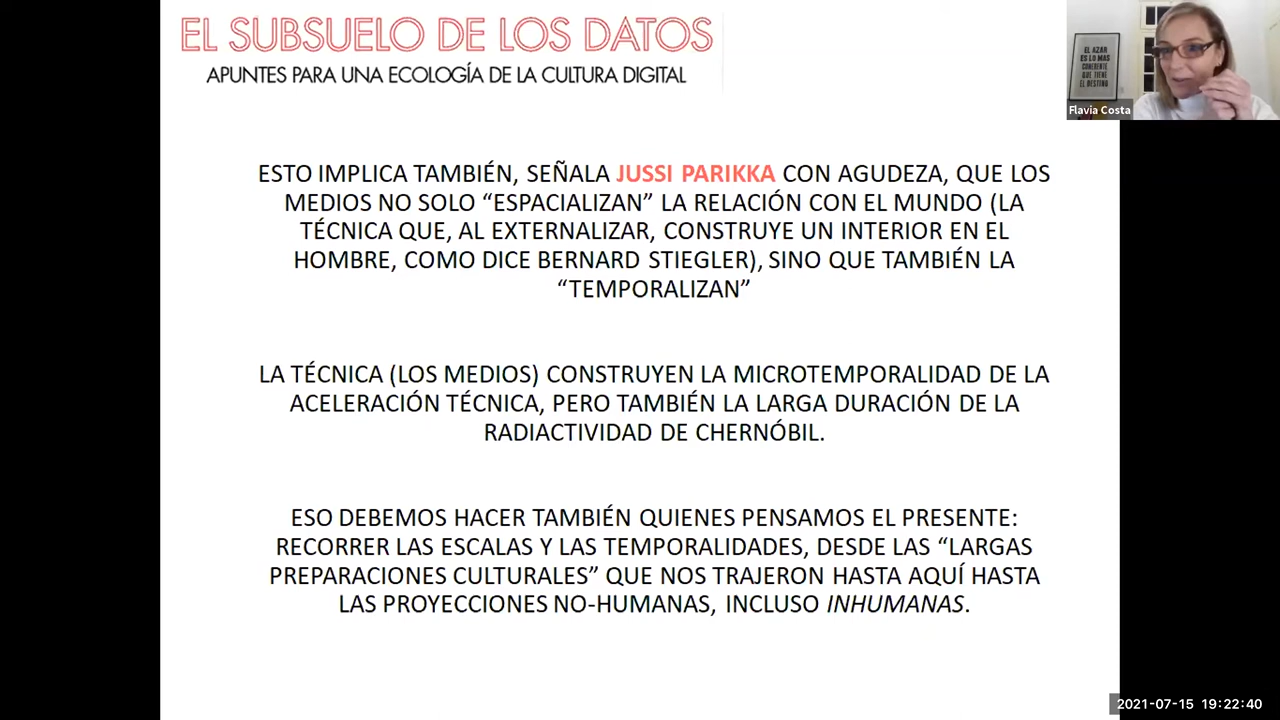 EL SUBSUELO DE LOS DATOS
APUNTES PARA UNA ECOLOGÍA DE LA CULTURA DIGITAL
EL AZAR
ES LO MAS
COHERENTE
QUE TIENE
EL DESTINO
Flavia Costa
ESTO IMPLICA TAMBIÉN, SEÑALA JUSSI PARIKKA CON AGUDEZA, QUE LOS
MEDIOS NO SOLO “ESPACIALIZAN” LA RELACIÓN CON EL MUNDO (LA
TÉCNICA QUE, AL EXTERNALIZAR, CONSTRUYE UN INTERIOR EN EL
HOMBRE, COMO DICE BERNARD STIEGLER), SINO QUE TAMBIÉN LA
“TEMPORALIZAN”
LA TÉCNICA (LOS MEDIOS) CONSTRUYEN LA MICROTEMPORALIDAD DE LA
ACELERACIÓN TÉCNICA, PERO TAMBIÉN LA LARGA DURACIÓN DE LA
RADIACTIVIDAD DE CHERNÓBIL.
ESO DEBEMOS HACER TAMBIÉN QUIENES PENSAMOS EL PRESENTE:
RECORRER LAS ESCALAS Y LAS TEMPORALIDADES, DESDE LAS “LARGAS
PREPARACIONES CULTURALES” QUE NOS TRAJERON HASTA AQUÍ HASTA
LAS PROYECCIONES NO-HUMANAS, INCLUSO INHUMANAS.
2021-07-15 19:22:40